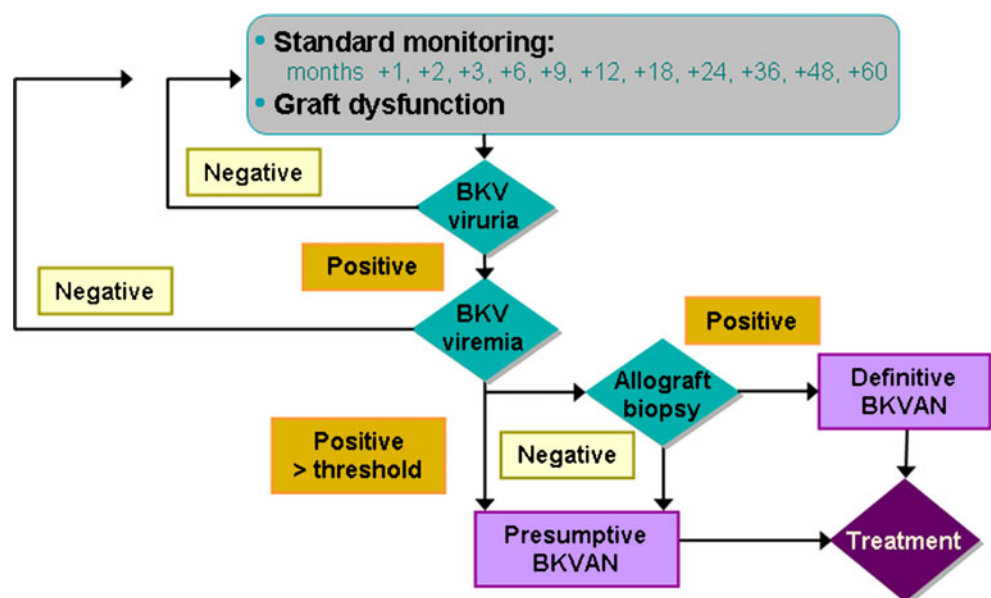 • Standard monitoring:
months +1, +2, +3, +6, +9, +12, +18, +24, +36, +48, +60
• Graft dysfunction
Negative
BKV
viruria
Positive
Negative
BKV
viremia
Positive
Allograft
biopsy
Definitive
BKVAN
Positive
> threshold
Negative
Presumptive
BKVAN
Treatment